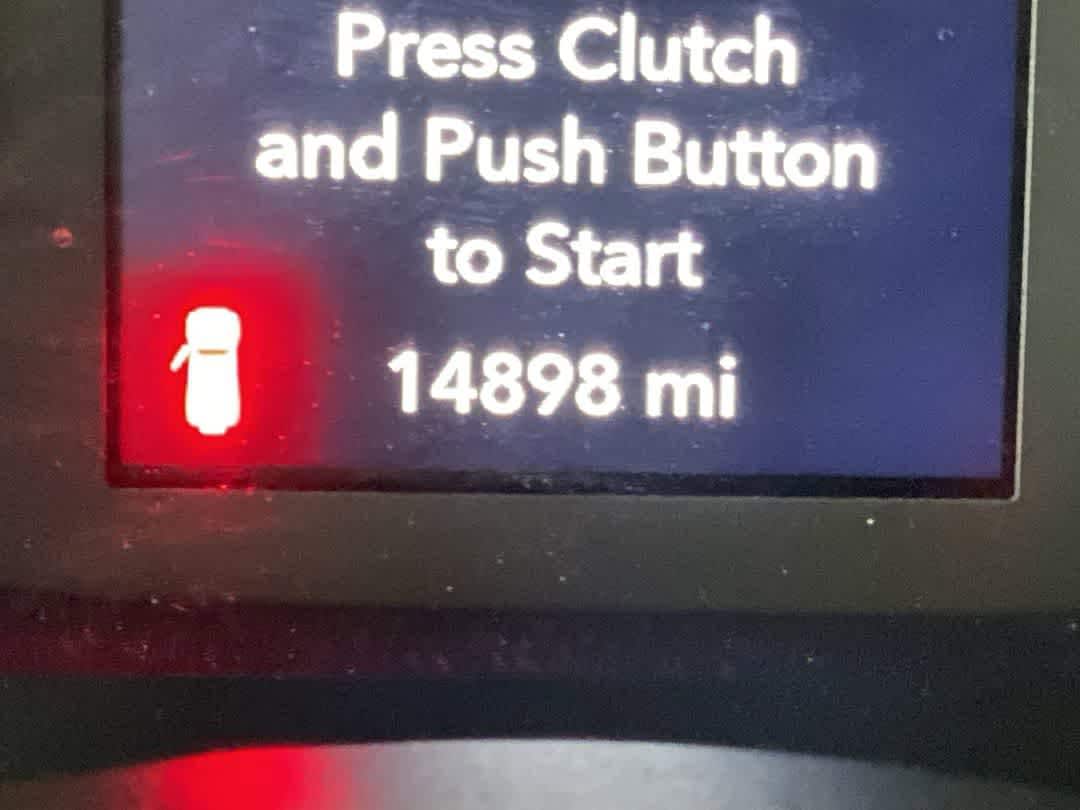 Press Clutch
and Push Button
to Start
14898 mi